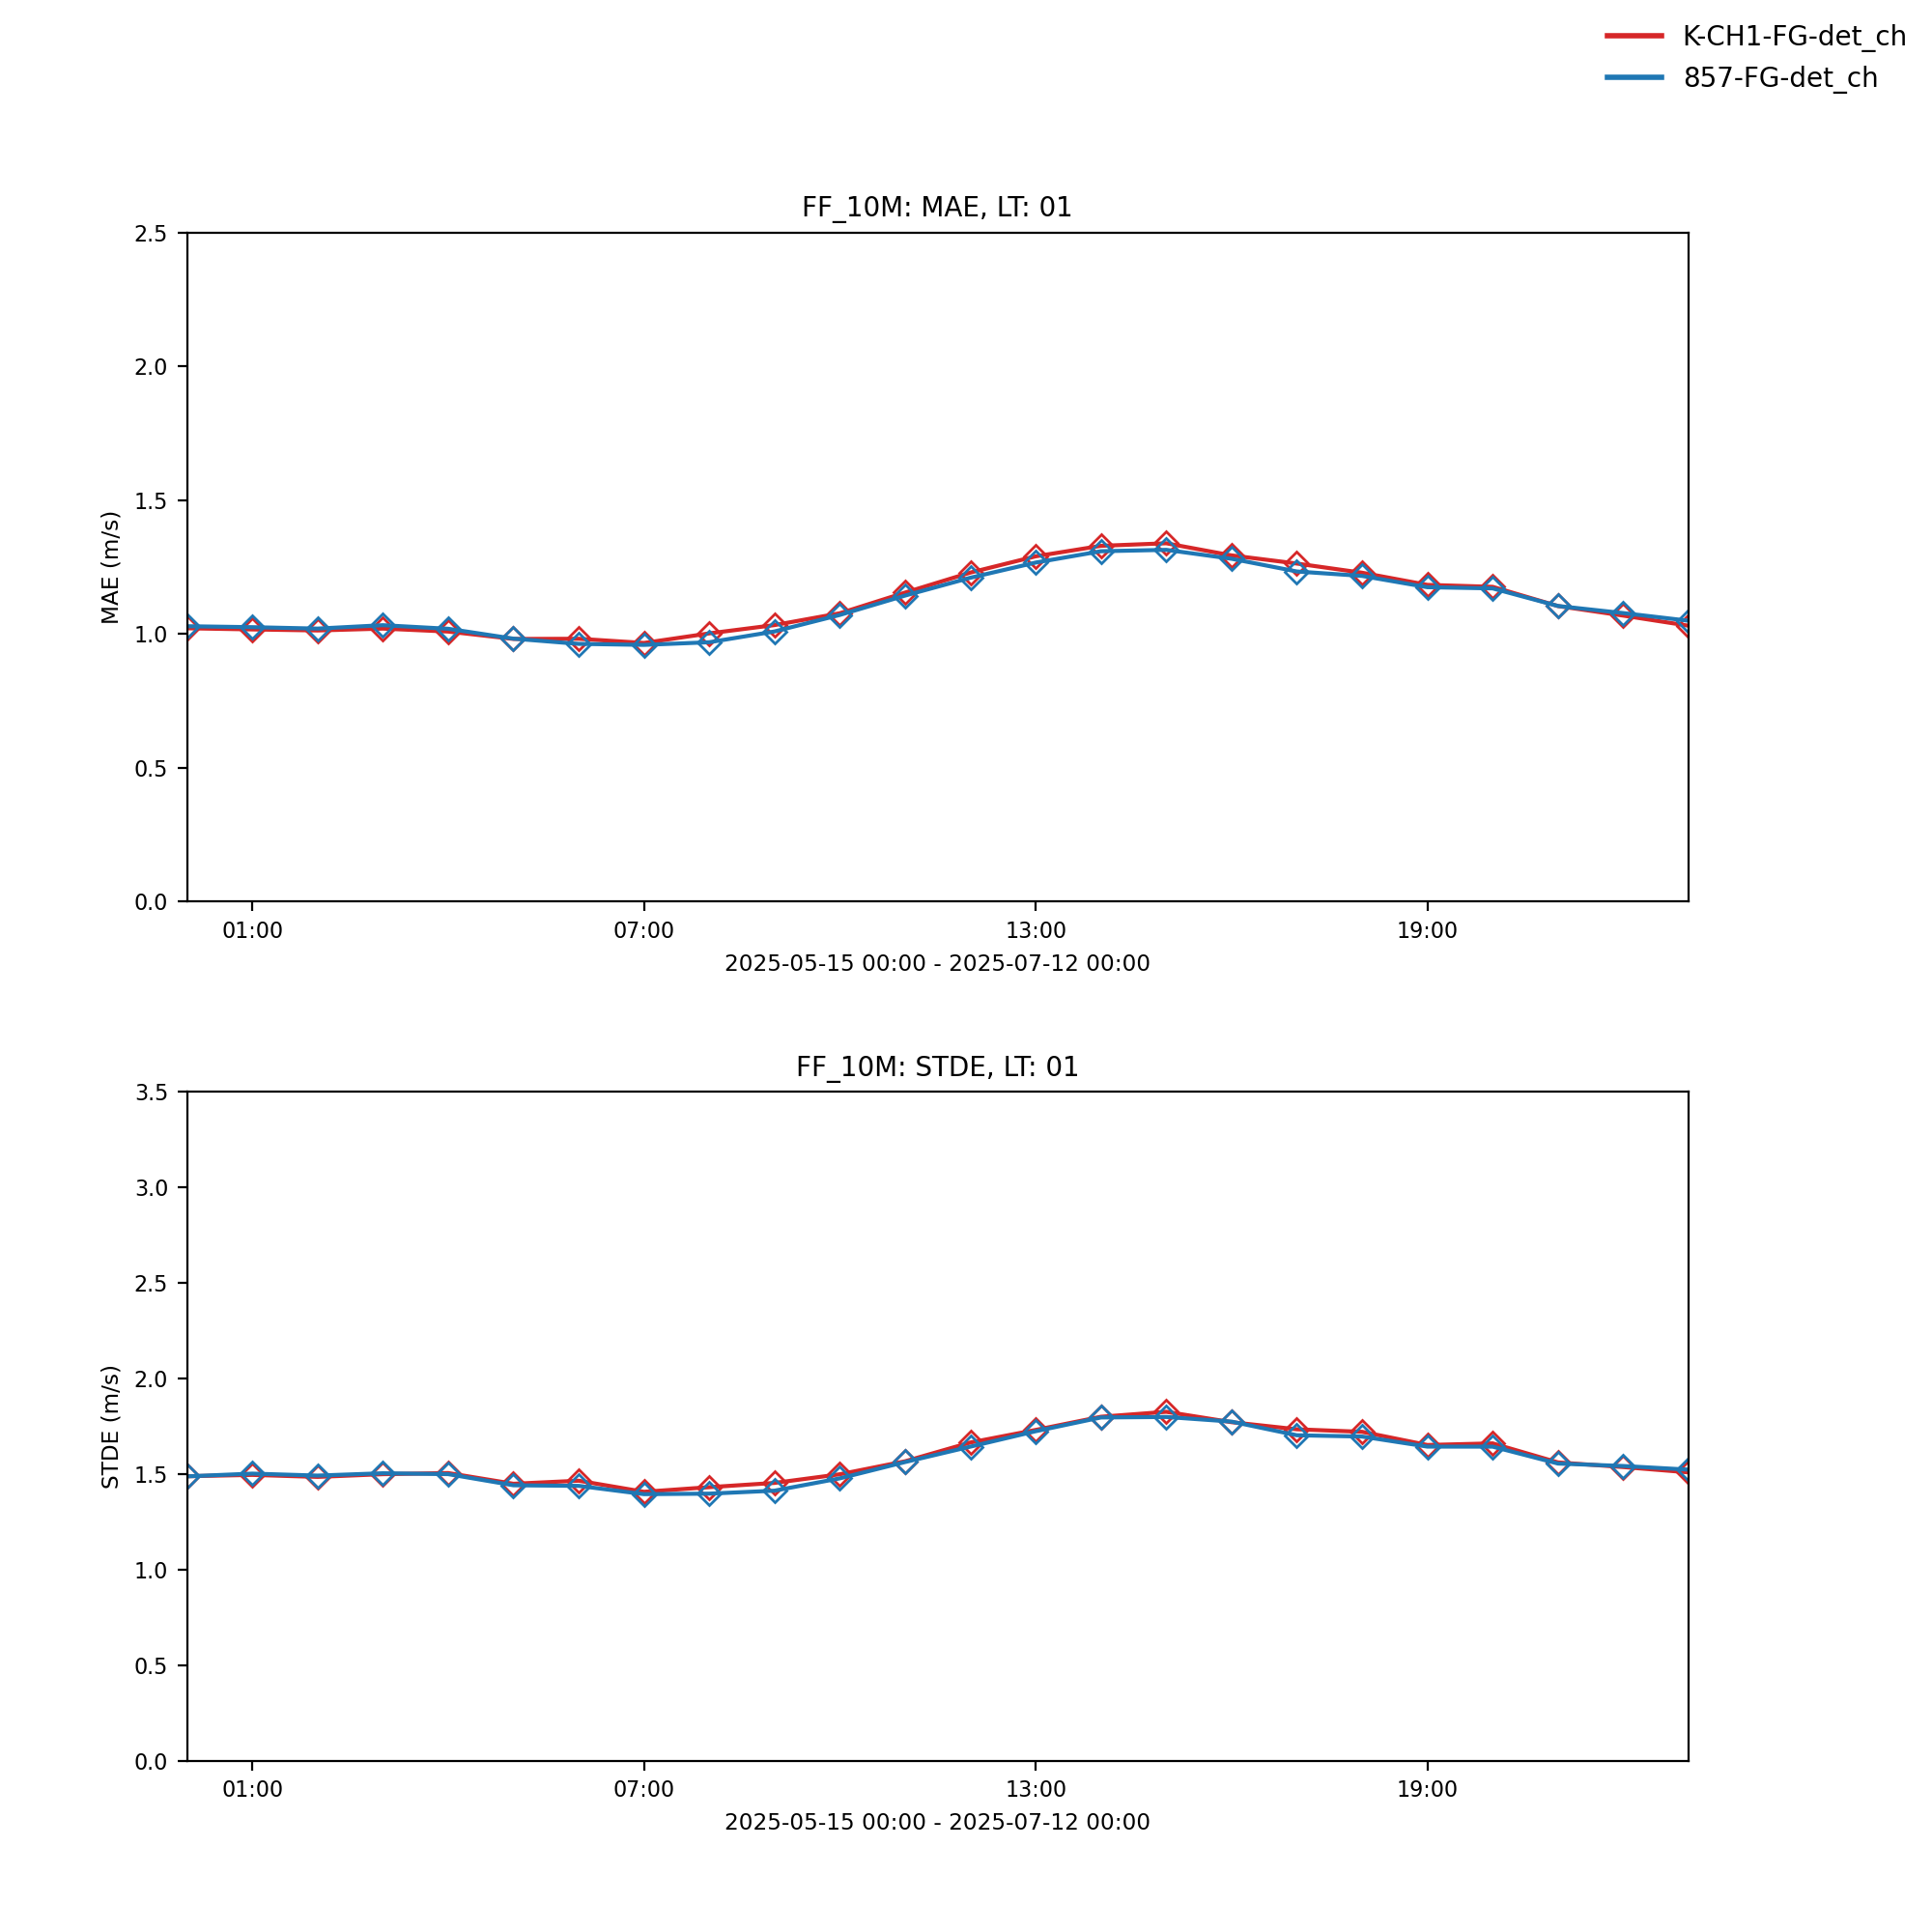 K-CH1-FG-det_ch
857-FG-det_ch
FF_10M: MAE, LT: 01
2.5
2.0
1.5
1.0
0.5
0.0
MAE (m/s)
01:00 07:00 13:00 19:00
2025-05-15 00:00 - 2025-07-12 00:00
FF_10M: STDE, LT: 01
3.5
3.0
2.5
2.0
1.5
1.0
0.5
0.0
STDE (m/s)
01:00 07:00 13:00 19:00
2025-05-15 00:00 - 2025-07-12 00:00